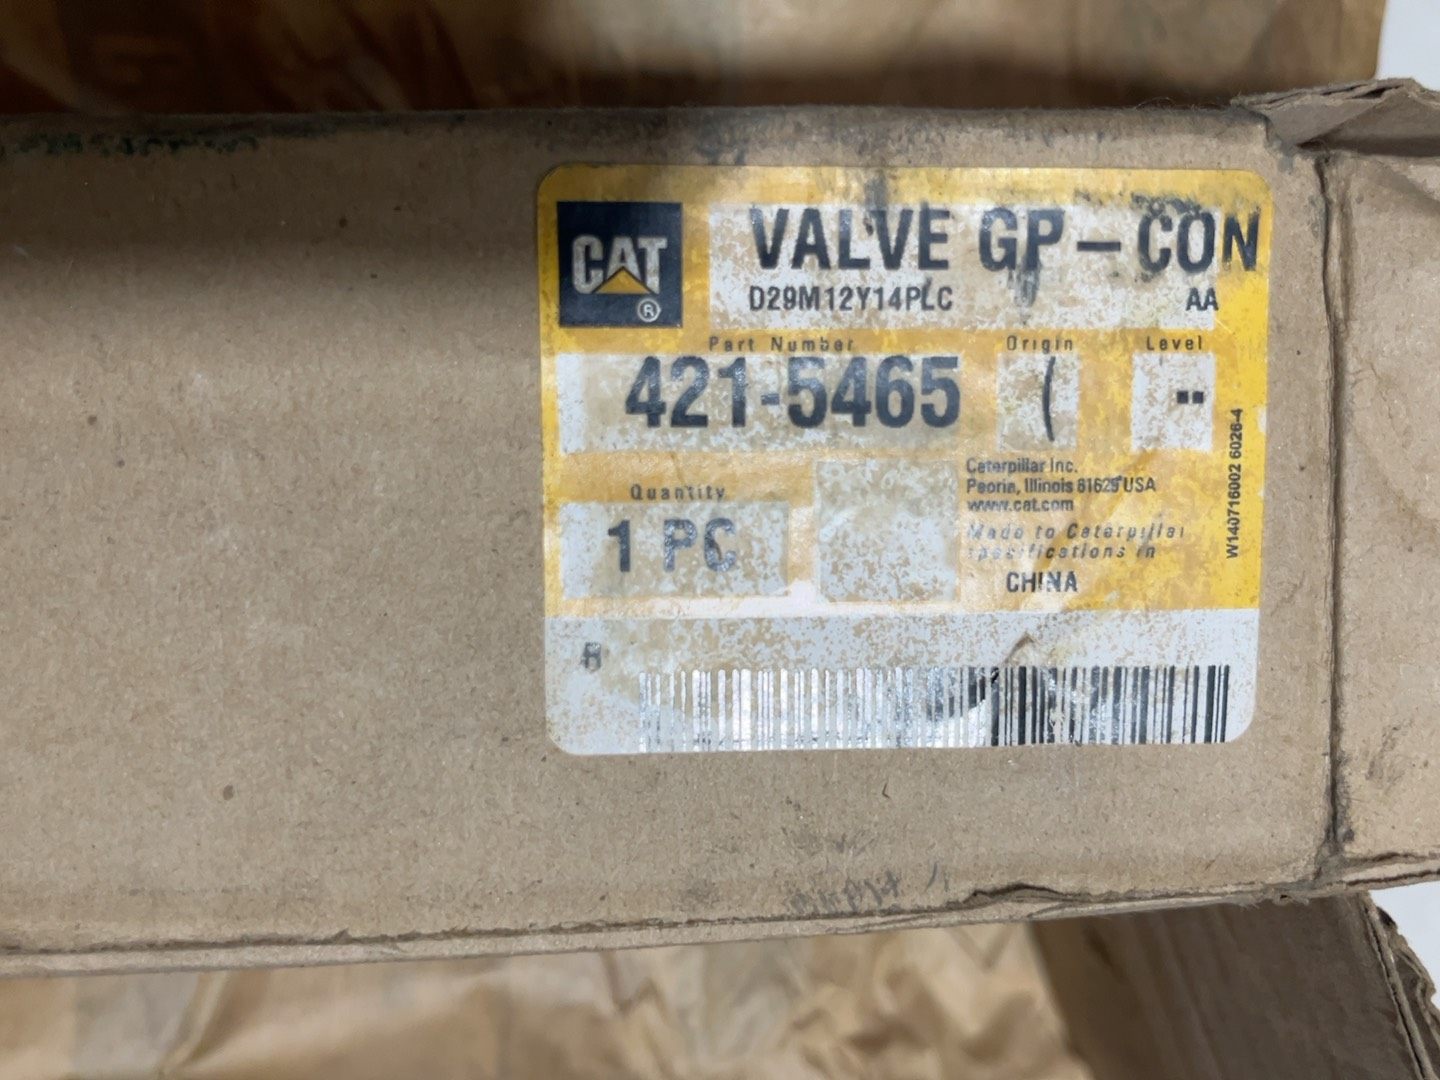 CAT
®
VALVE GP-CON
D29M12Y14PLC AA
Part Number Origin Level
421-5465 ( --
Caterpillar Inc.
Peoria, Illinois 61629 USA
www.cat.com
Quantity
1 PC
Made to Caterpillar
specifications in
CHINA
W140716002 6026-4
R